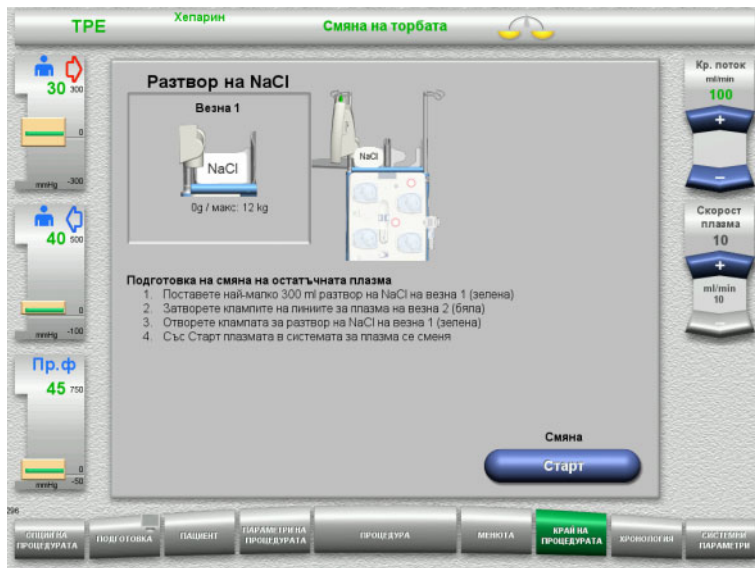 TPE
Хепарин
Смяна на торбата
30 300
0
mmHg -300
40 500
0
mmHg -100
Пр.ф
45 750
0
mmHg -50
Разтвор на NaCl
Везна 1
NaCl
0g / макс: 12 kg
NaCl
Подготовка на смяна на остатъчната плазма
1. Поставете най-малко 300 ml разтвор на NaCl на везна 1 (зелена)
2. Затворете клампите на линиите за плазма на везна 2 (бяла)
3. Отворете клампата за разтвор на NaCl на везна 1 (зелена)
4. Със Старт плазмата в системата за плазма се сменя
Смяна
Старт
Кр. поток
ml/min
100
+
−
Скорост
плазма
10
+
ml/min
10
−
296
ОПЦИИ НА
ПРОЦЕДУРАТА
ПОДГОТОВКА
ПАЦИЕНТ
ПАРАМЕТРИ НА
ПРОЦЕДУРАТА
ПРОЦЕДУРА
МЕНЮТА
КРАЙ НА
ПРОЦЕДУРАТА
ХРОНОЛОГИЯ
СИСТЕМНИ
ПАРАМЕТРИ